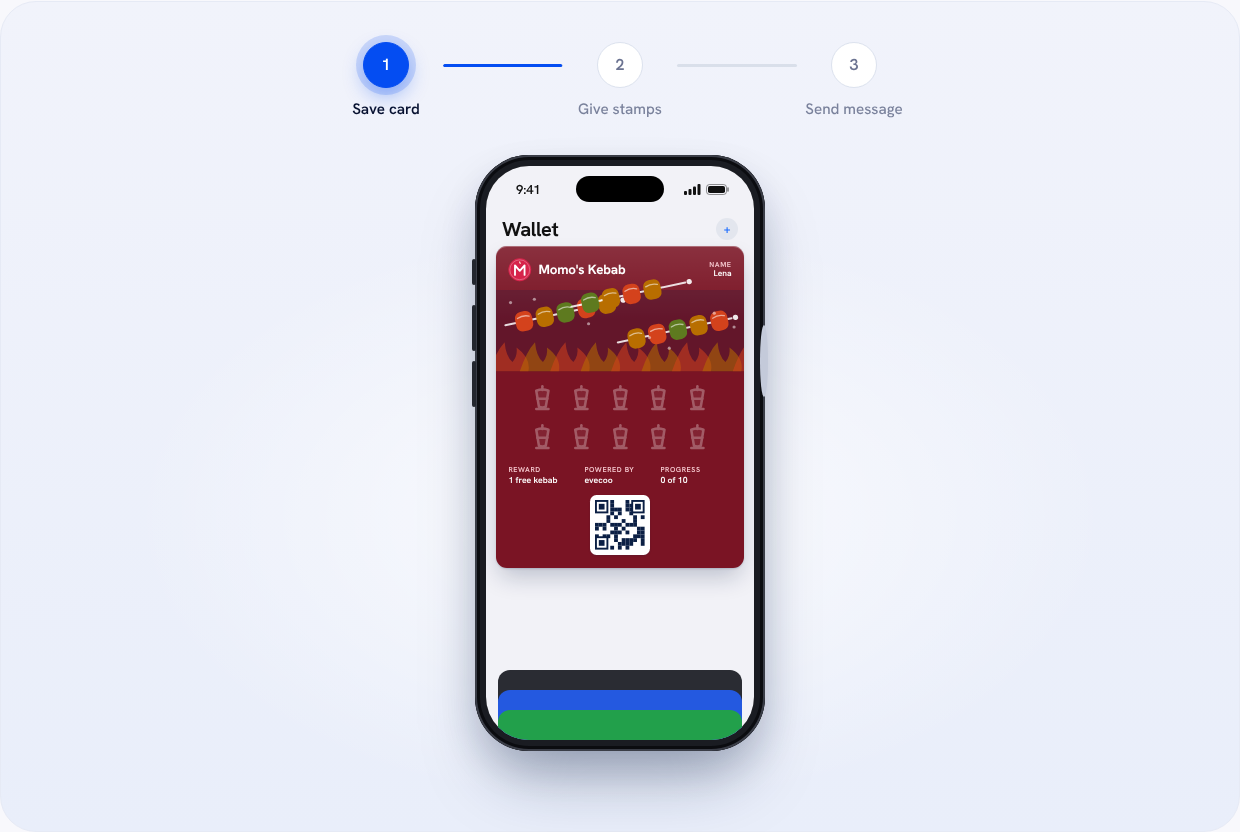 1
2
3
Save card
Give stamps
Send message
9:41
Wallet
+
M
Momo's Kebab
NAME
Lena
REWARD
POWERED BY
PROGRESS
1 free kebab
evecoo
0 of 10